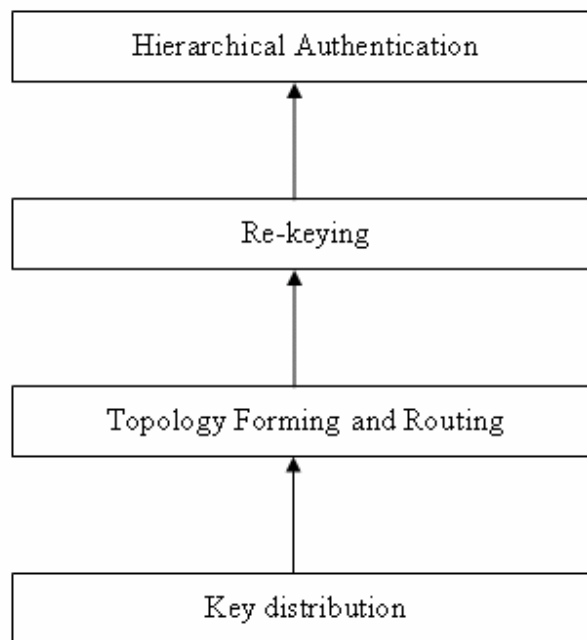 Hierarchical Authentication
Re-keying
Topology Forming and Routing
Key distribution